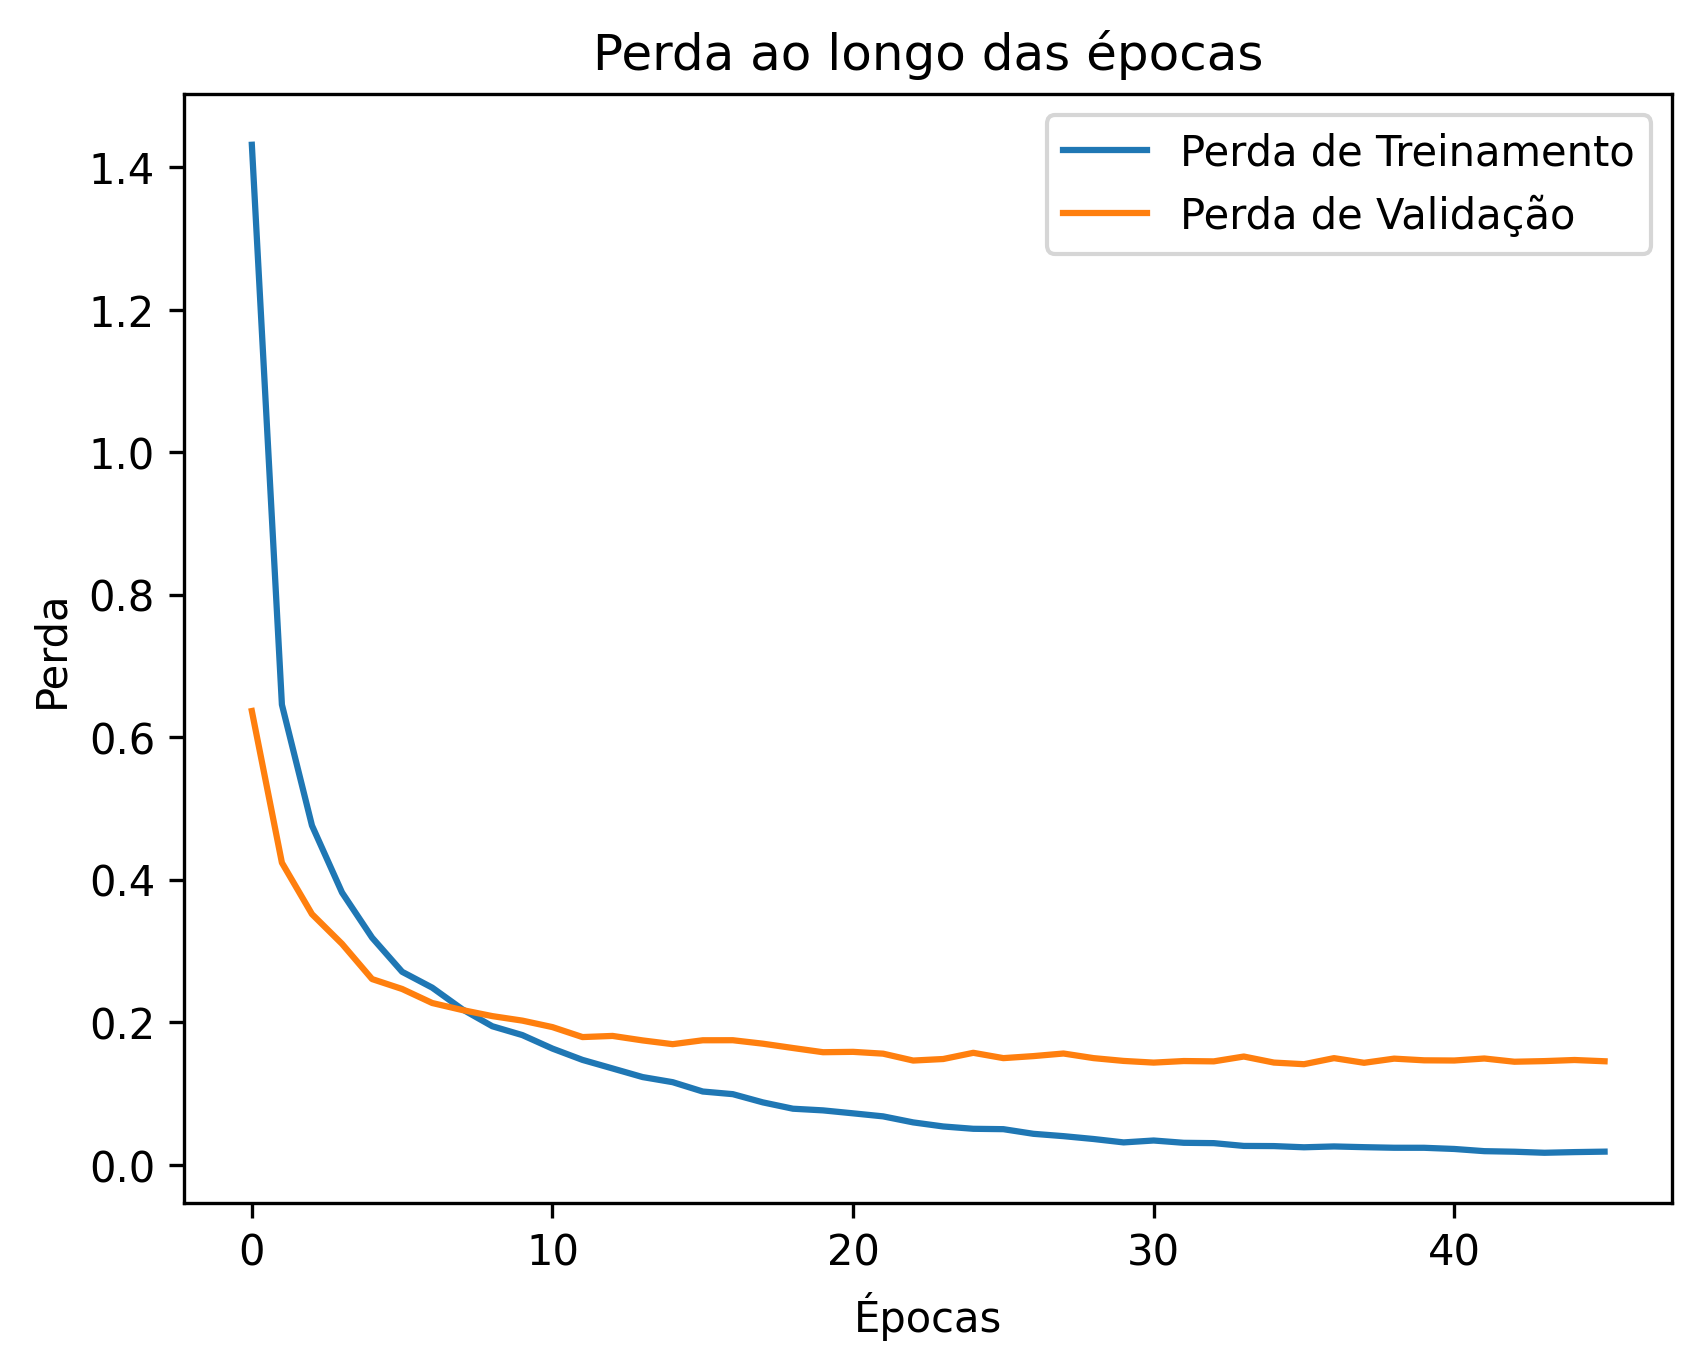 Perda ao longo das épocas
Perda de Treinamento
Perda de Validação
1.4
1.2
1.0
0.8
0.6
0.4
0.2
0.0
Perda
0 10 20 30 40
Épocas